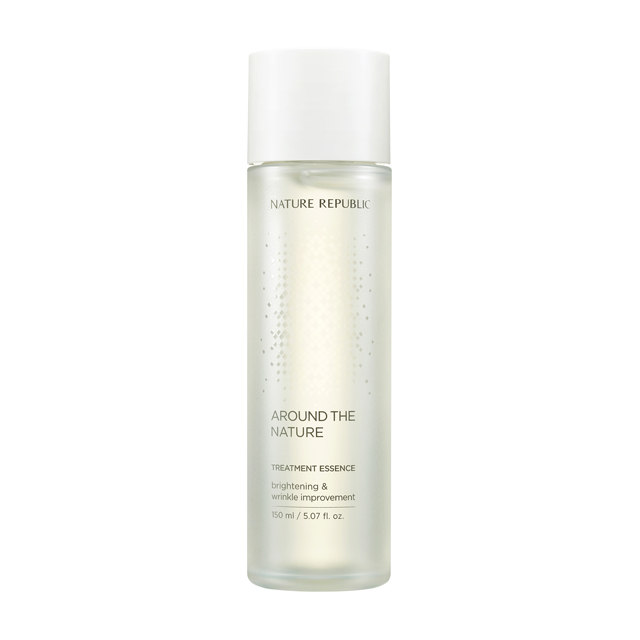 NATURE REPUBLIC
AROUND THE
NATURE
TREATMENT ESSENCE
brightening &
wrinkle improvement
150 ml / 5.07 fl. oz.